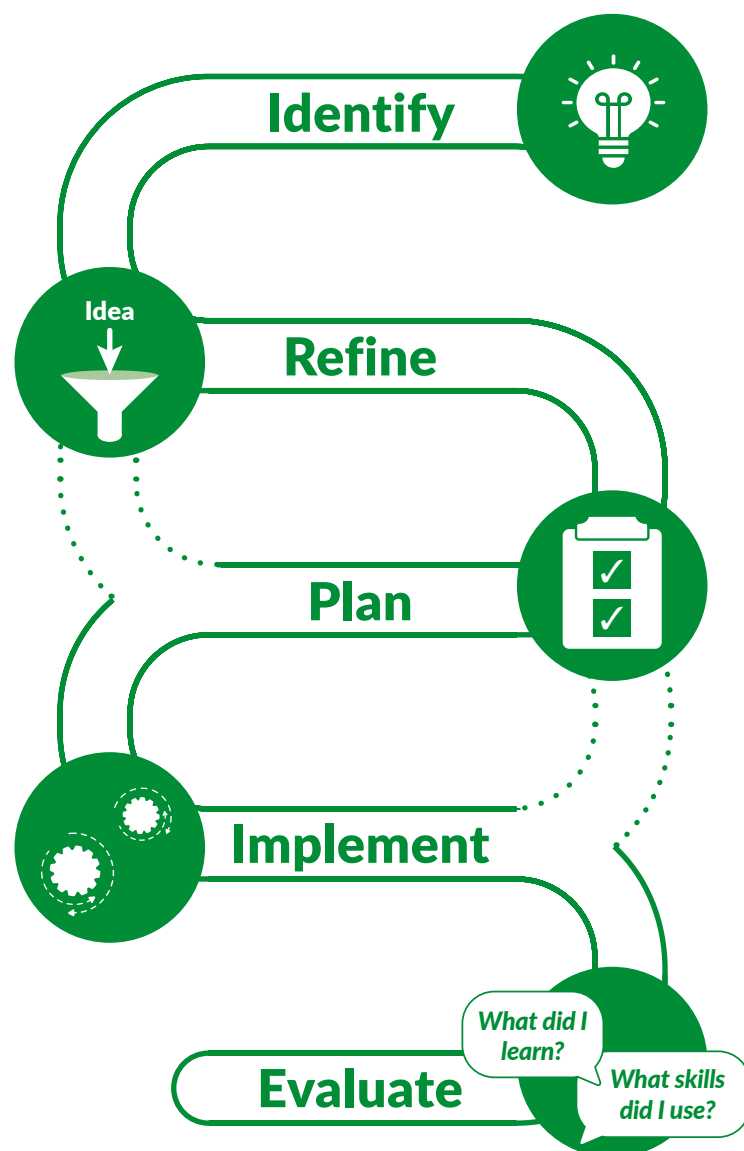 Identify
Idea
Refine
Plan
Implement
What did I
learn?
Evaluate
What skills
did I use?